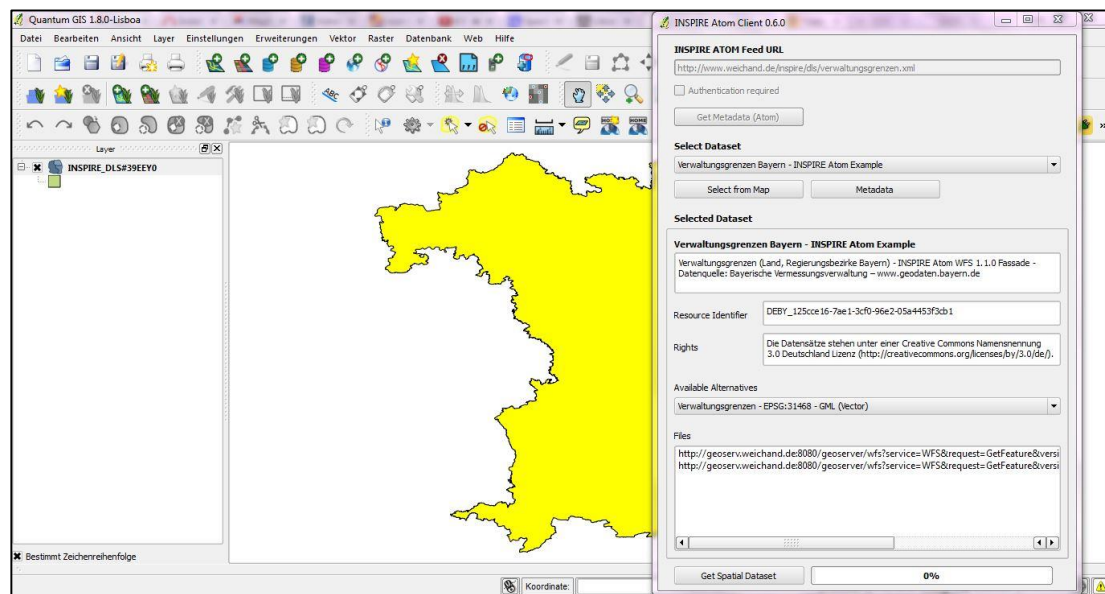 Quantum GIS 1.8.0-Lisboa
Datei Bearbeiten Ansicht Layer Einstellungen Erweiterungen Vektor Raster Datenbank Web Hilfe
Layer
INSPIRE_DLS#39EEY0
Bestimmt Zeichenreihenfolge
Koordinate:
INSPIRE Atom Client 0.6.0
INSPIRE ATOM Feed URL
http://www.weichand.de/inspire/dls/verwaltungsgrenzen.xml
Authentication required
Get Metadata (Atom)
Select Dataset
Verwaltungsgrenzen Bayern - INSPIRE Atom Example
Select from Map Metadata
Selected Dataset
Verwaltungsgrenzen Bayern - INSPIRE Atom Example
Verwaltungsgrenzen (Land, Regierungsbezirke Bayern) - INSPIRE Atom WFS 1.1.0 Fassade -
Datenquelle: Bayerische Vermessungsverwaltung – www.geodaten.bayern.de
Resource Identifier DEBY_125cce16-7ae1-3cf0-96e2-05a4453f3cb1
Rights
Die Datensätze stehen unter einer Creative Commons Namensnennung
3.0 Deutschland Lizenz (http://creativecommons.org/licenses/by/3.0/de/).
Available Alternatives
Verwaltungsgrenzen - EPSG:31468 - GML (Vector)
Files
http://geoserv.weichand.de:8080/geoserver/wfs?service=WFS&request=GetFeature&versi
http://geoserv.weichand.de:8080/geoserver/wfs?service=WFS&request=GetFeature&versi
Get Spatial Dataset 0%